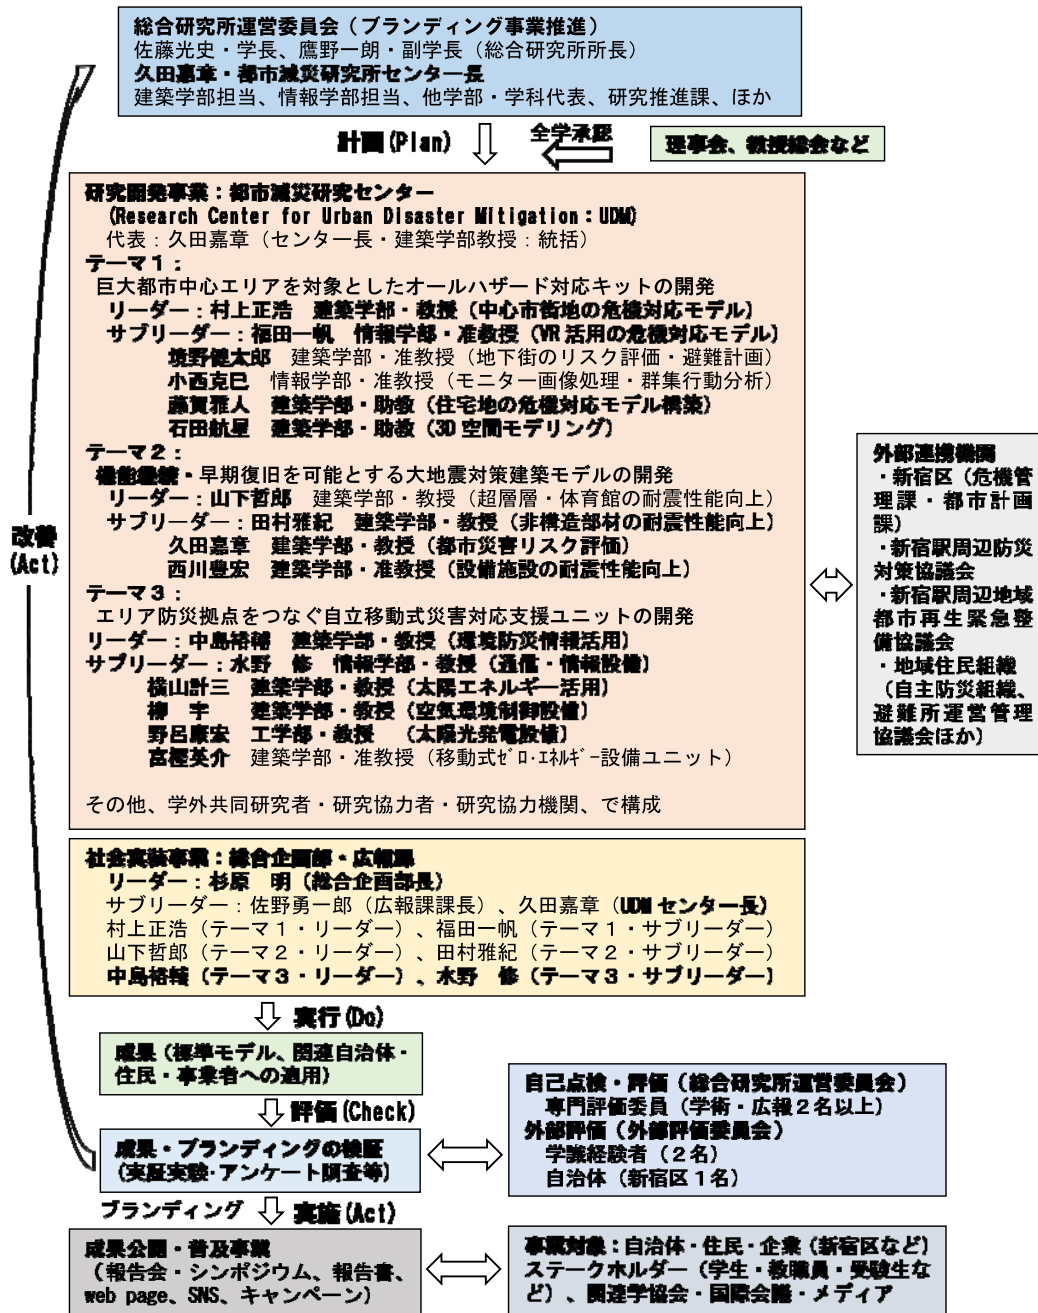 総合研究所運営委員会（ブランディング事業推進）
佐藤光史・学長、鷹野一朗・副学長（総合研究所所長）
久田嘉章・都市減災研究所センター長
建築学部担当、情報学部担当、他学部・学科代表、研究推進課、ほか
計画(Plan)
全学承認
理事会、教授総会など
研究開発事業：都市減災研究センター
(Research Center for Urban Disaster Mitigation：UDM)
代表：久田嘉章（センター長・建築学部教授：統括）
テーマ１：
巨大都市中心エリアを対象としたオールハザード対応キットの開発
リーダー：村上正浩　建築学部・教授（中心市街地の危機対応モデル）
サブリーダー：福田一帆　情報学部・准教授（VR 活用の危機対応モデル）
境野健太郎　建築学部・准教授（地下街のリスク評価・避難計画）
小西克巳　情報学部・准教授（モニター画像処理・群集行動分析）
藤賀雅人　建築学部・助教（住宅地の危機対応モデル構築）
石田航星　建築学部・助教（3D 空間モデリング）
テーマ２：
機能継続・早期復旧を可能とする大地震対策建築モデルの開発
リーダー：山下哲郎　建築学部・教授（超層層・体育館の耐震性能向上）
サブリーダー：田村雅紀　建築学部・教授（非構造部材の耐震性能向上）
久田嘉章　建築学部・教授（都市災害リスク評価）
西川豊宏　建築学部・准教授（設備施設の耐震性能向上）
テーマ３：
エリア防災拠点をつなぐ自立移動式災害対応支援ユニットの開発
リーダー：中島裕輔　建築学部・教授（環境防災情報活用）
サブリーダー：水野　修　情報学部・教授（通信・情報設備）
横山計三　建築学部・教授（太陽エネルギー活用）
柳　宇　建築学部・教授（空気環境制御設備）
野呂康宏　工学部・教授　（太陽光発電設備）
富樫英介　建築学部・准教授（移動式ｾﾞﾛ･ｴﾈﾙｷﾞｰ設備ユニット）
その他、学外共同研究者・研究協力者・研究協力機関、で構成
外部連携機関
・新宿区（危機管
理課・都市計画
課）
・新宿駅周辺防災
対策協議会
・新宿駅周辺地域
都市再生緊急整
備協議会
・地域住民組織
（自主防災組織、
避難所運営管理
協議会ほか）
改善
(Act)
社会実装事業：総合企画部・広報課
リーダー：杉原　明（総合企画部長）
サブリーダー：佐野勇一郎（広報課課長）、久田嘉章（UDM センター長）
村上正浩（テーマ１・リーダー）、福田一帆（テーマ１・サブリーダー）
山下哲郎（テーマ２・リーダー）、田村雅紀（テーマ２・サブリーダー）
中島裕輔（テーマ３・リーダー）、水野　修（テーマ３・サブリーダー）
実行(Do)
成果（標準モデル、関連自治体・
住民・事業者への適用）
評価(Check)
成果・ブランディングの検証
（実証実験・アンケート調査等）
自己点検・評価（総合研究所運営委員会）
専門評価委員（学術・広報２名以上）
外部評価（外部評価委員会）
学識経験者（２名）
自治体（新宿区１名）
ブランディング
実施(Act)
成果公開・普及事業
（報告会・シンポジウム、報告書、
web page、SNS、キャンペーン）
事業対象：自治体・住民・企業（新宿区など）
ステークホルダー（学生・教職員・受験生な
ど）、関連学協会・国際会議・メディア